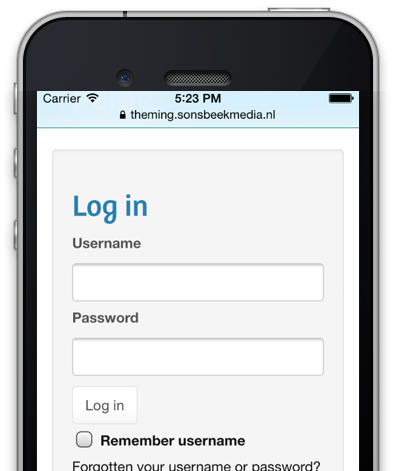 Carrier 5:23 PM
theming.sonsbeekmedia.nl
Log in
Username
Password
Log in
Remember username
Forgotten your username or password?